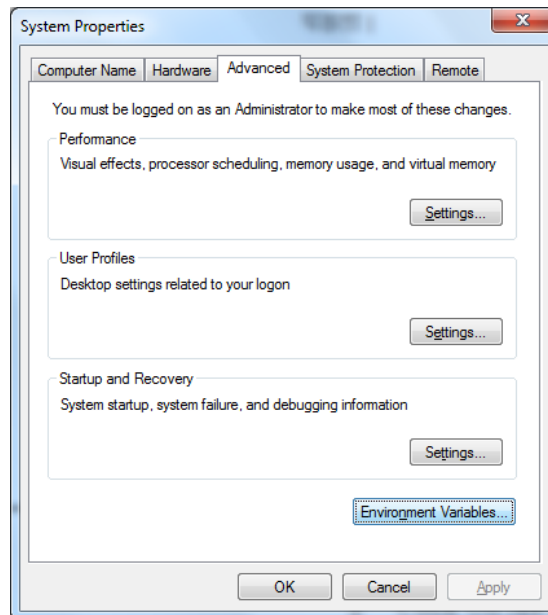 System Properties
Computer Name
Hardware
Advanced
System Protection
Remote
You must be logged on as an Administrator to make most of these changes.
Performance
Visual effects, processor scheduling, memory usage, and virtual memory
Settings...
User Profiles
Desktop settings related to your logon
Settings...
Startup and Recovery
System startup, system failure, and debugging information
Settings...
Environment Variables...
OK
Cancel
Apply